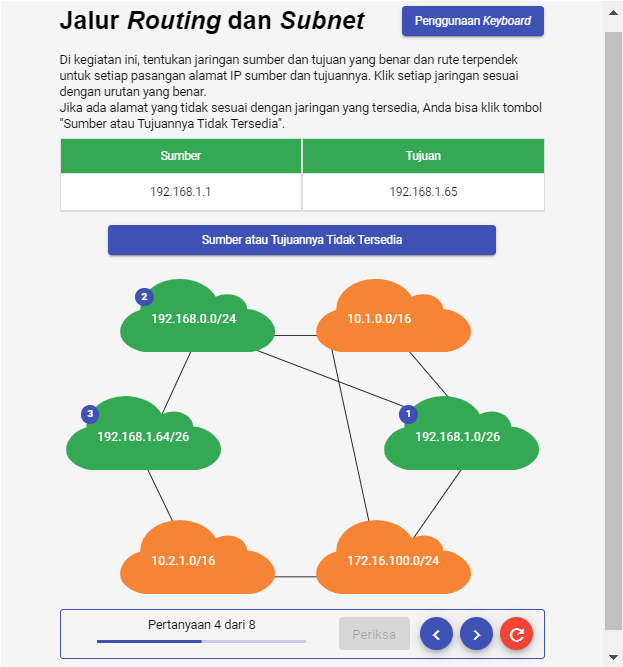 Jalur Routing dan Subnet
Penggunaan Keyboard
Di kegiatan ini, tentukan jaringan sumber dan tujuan yang benar dan rute terpendek
untuk setiap pasangan alamat IP sumber dan tujuannya. Klik setiap jaringan sesuai
dengan urutan yang benar.
Jika ada alamat yang tidak sesuai dengan jaringan yang tersedia, Anda bisa klik tombol
"Sumber atau Tujuannya Tidak Tersedia".
Sumber Tujuan
192.168.1.1 192.168.1.65
Sumber atau Tujuannya Tidak Tersedia
2
192.168.0.0/24
10.1.0.0/16
3
192.168.1.64/26
1
192.168.1.0/26
10.2.1.0/16
172.16.100.0/24
Pertanyaan 4 dari 8
Periksa